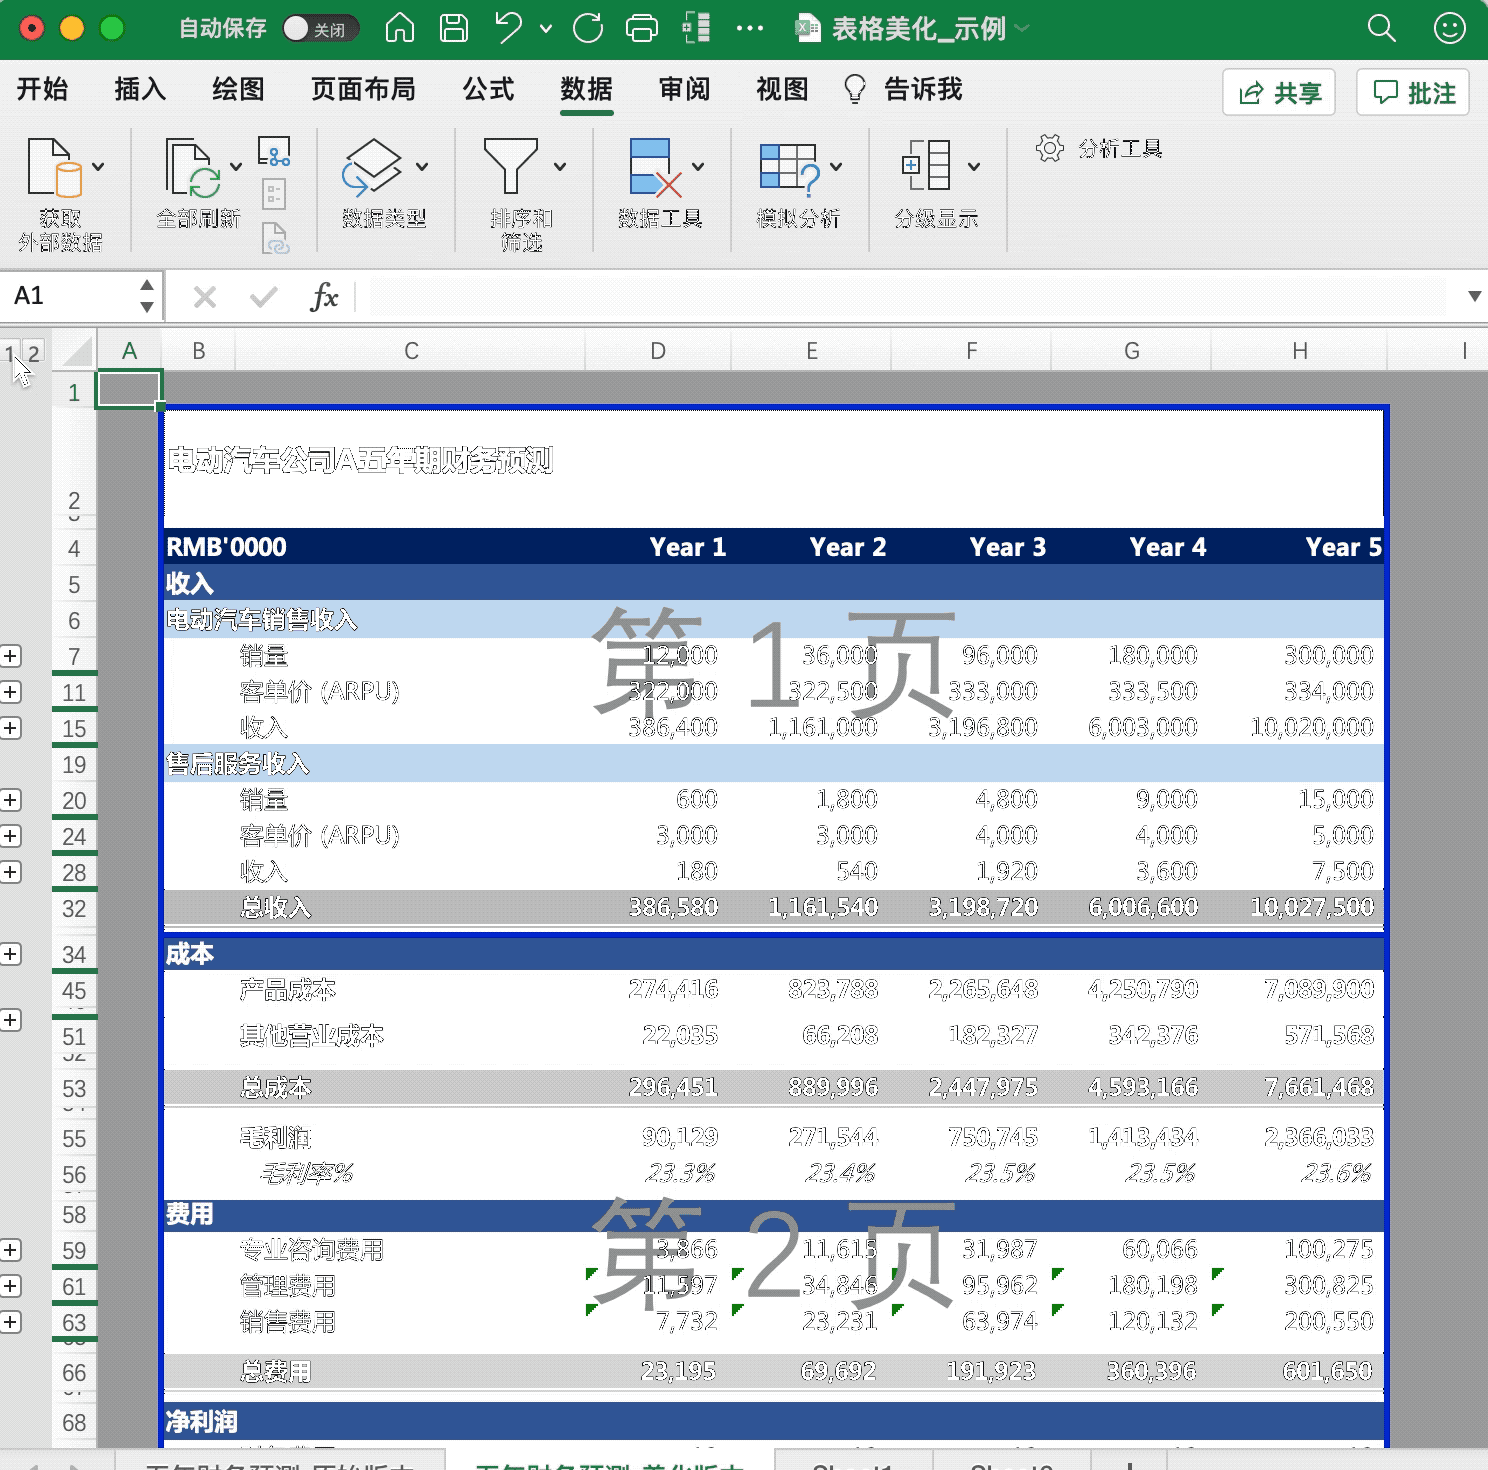 自动保存 关闭 表格美化_示例
开始 插入 绘图 页面布局 公式 数据 审阅 视图 告诉我 共享 批注
获取 外部数据 全部刷新 数据类型 排序和 筛选 数据工具 模拟分析 分级显示 分析工具
A1 fx
1 2 A B C D E F G H I
1
2 电动汽车公司A五年期财务预测
4 RMB'0000 Year 1 Year 2 Year 3 Year 4 Year 5
5 收入
6 电动汽车销售收入
第 1 页
7 销量 12,000 36,000 96,000 180,000 300,000
11 客单价 (ARPU) 322,000 322,500 333,000 333,500 334,000
15 收入 386,400 1,161,000 3,196,800 6,003,000 10,020,000
19 售后服务收入
20 销量 600 1,800 4,800 9,000 15,000
24 客单价 (ARPU) 3,000 3,000 4,000 4,000 5,000
28 收入 180 540 1,920 3,600 7,500
32 总收入 386,580 1,161,540 3,198,720 6,006,600 10,027,500
34 成本
45 产品成本 274,416 823,788 2,265,648 4,250,790 7,089,900
51 其他营业成本 22,035 66,208 182,327 342,376 571,568
53 总成本 296,451 889,996 2,447,975 4,593,166 7,661,468
55 毛利润 90,129 271,544 750,745 1,413,434 2,366,033
56 毛利率% 23.3% 23.4% 23.5% 23.5% 23.6%
58 费用
第 2 页
59 专业咨询费用 3,866 11,615 31,987 60,066 100,275
61 管理费用 11,597 34,846 95,962 180,198 300,825
63 销售费用 7,732 23,231 63,974 120,132 200,550
66 总费用 23,195 69,692 191,923 360,396 601,650
68 净利润